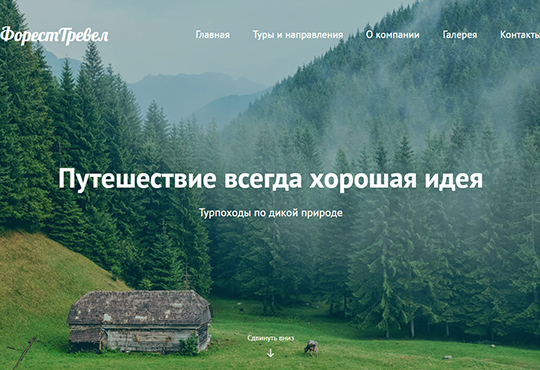 ФорестТревел
Главная Туры и направления О компании Галерея Контакты
Путешествие всегда хорошая идея
Турпоходы по дикой природе
Сдвинуть вниз